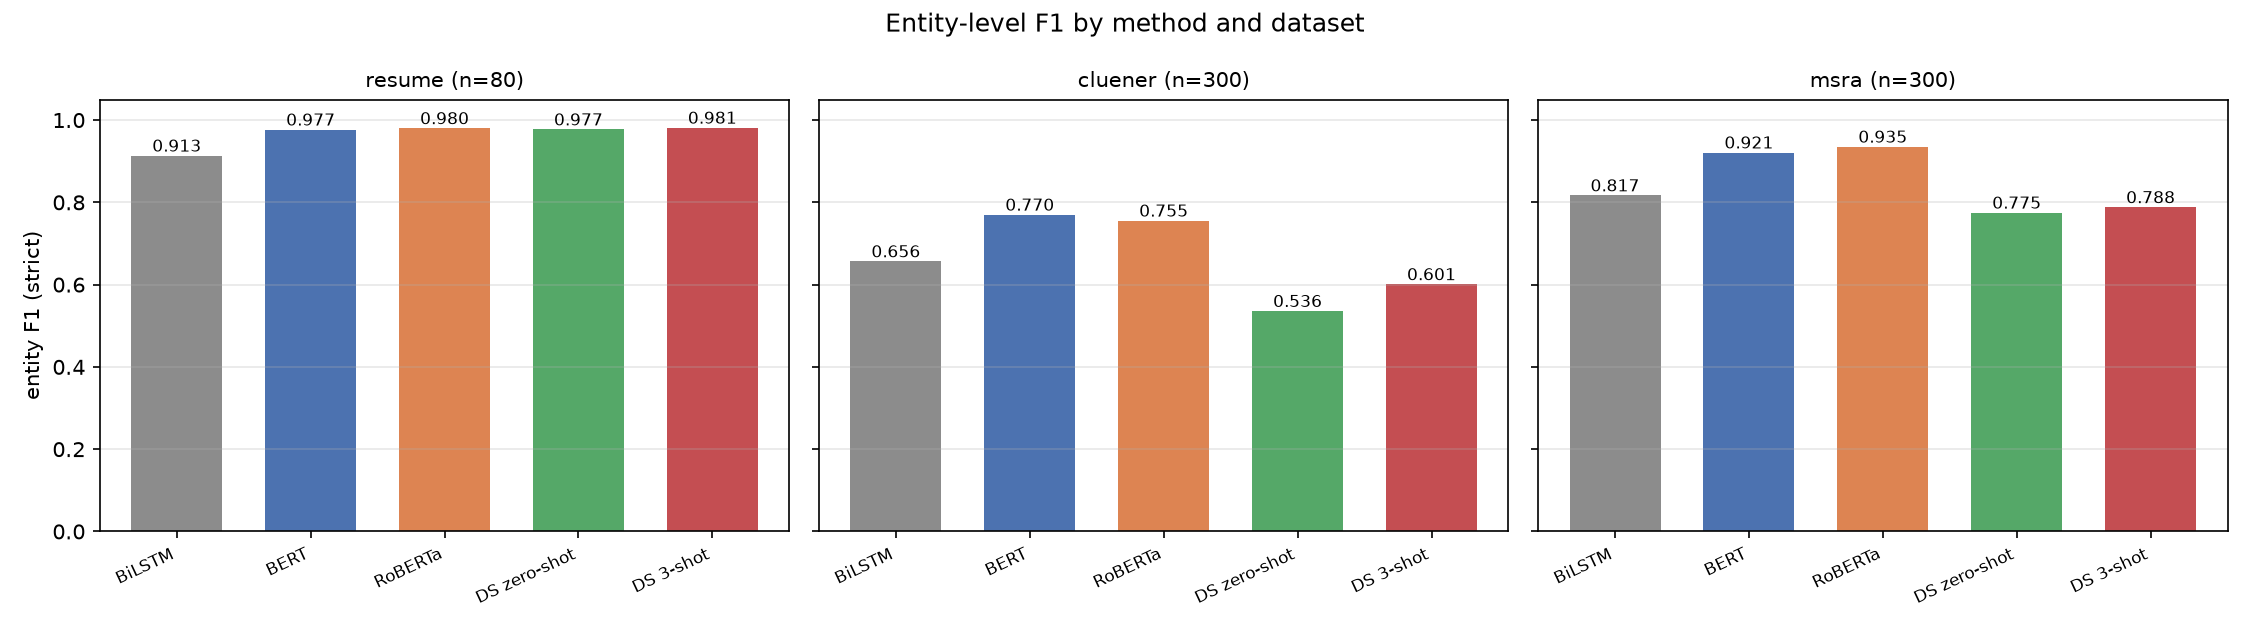 Entity-level F1 by method and dataset
resume (n=80)
entity F1 (strict)
1.0
0.8
0.6
0.4
0.2
0.0
0.913
0.977
0.980
0.977
0.981
BiLSTM
BERT
RoBERTa
DS zero-shot
DS 3-shot
cluener (n=300)
0.656
0.770
0.755
0.536
0.601
BiLSTM
BERT
RoBERTa
DS zero-shot
DS 3-shot
msra (n=300)
0.817
0.921
0.935
0.775
0.788
BiLSTM
BERT
RoBERTa
DS zero-shot
DS 3-shot